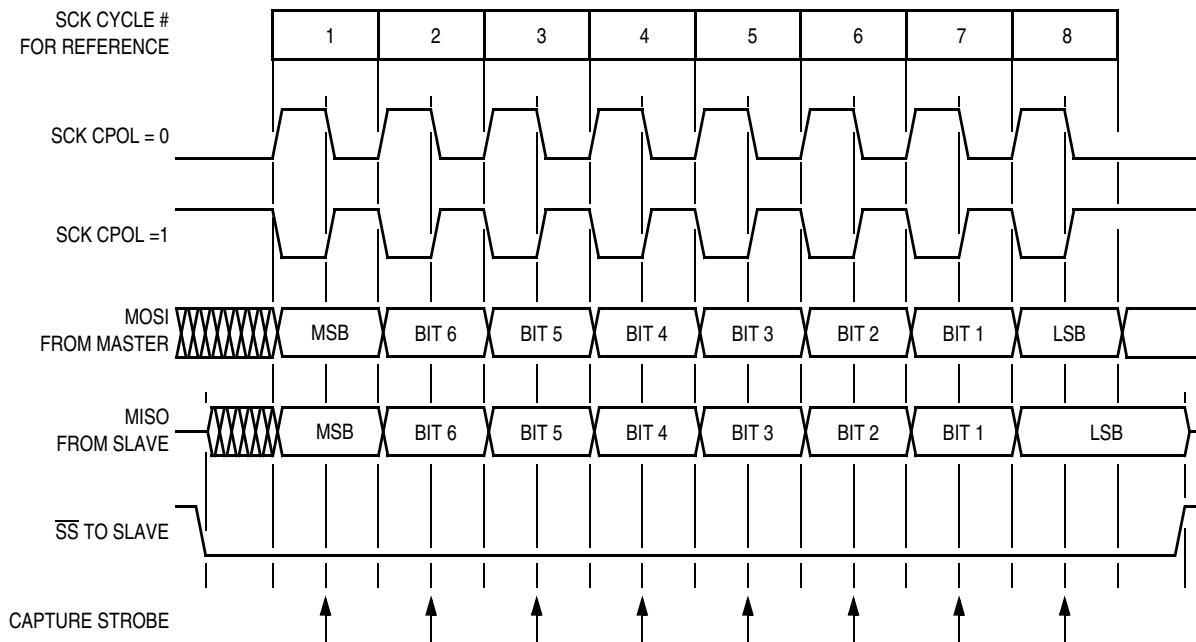 SCK CYCLE #
FOR REFERENCE
1 2 3 4 5 6 7 8
SCK CPOL = 0
SCK CPOL =1
MOSI
FROM MASTER
MSB BIT 6 BIT 5 BIT 4 BIT 3 BIT 2 BIT 1 LSB
MISO
FROM SLAVE
MSB BIT 6 BIT 5 BIT 4 BIT 3 BIT 2 BIT 1 LSB
S̅S̅ TO SLAVE
CAPTURE STROBE